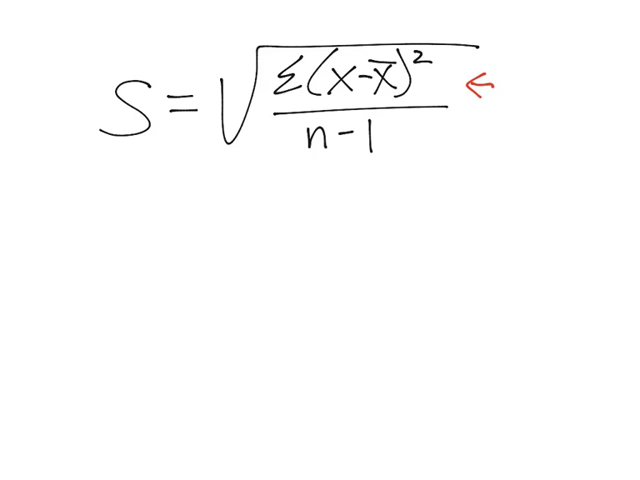 S = √(Σ(x-x̄)² / (n-1)) ←